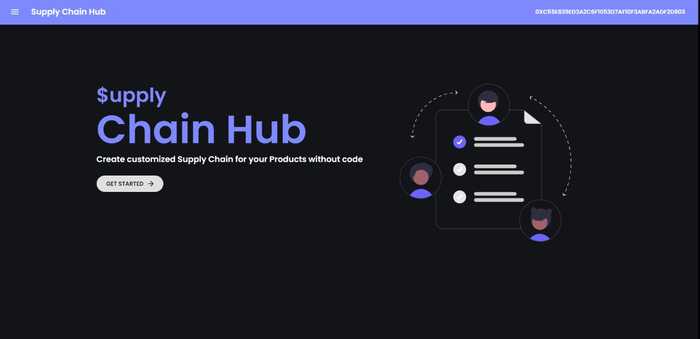 Supply Chain Hub
$upply
Chain Hub
Create customized Supply Chain for your Products without code
GET STARTED